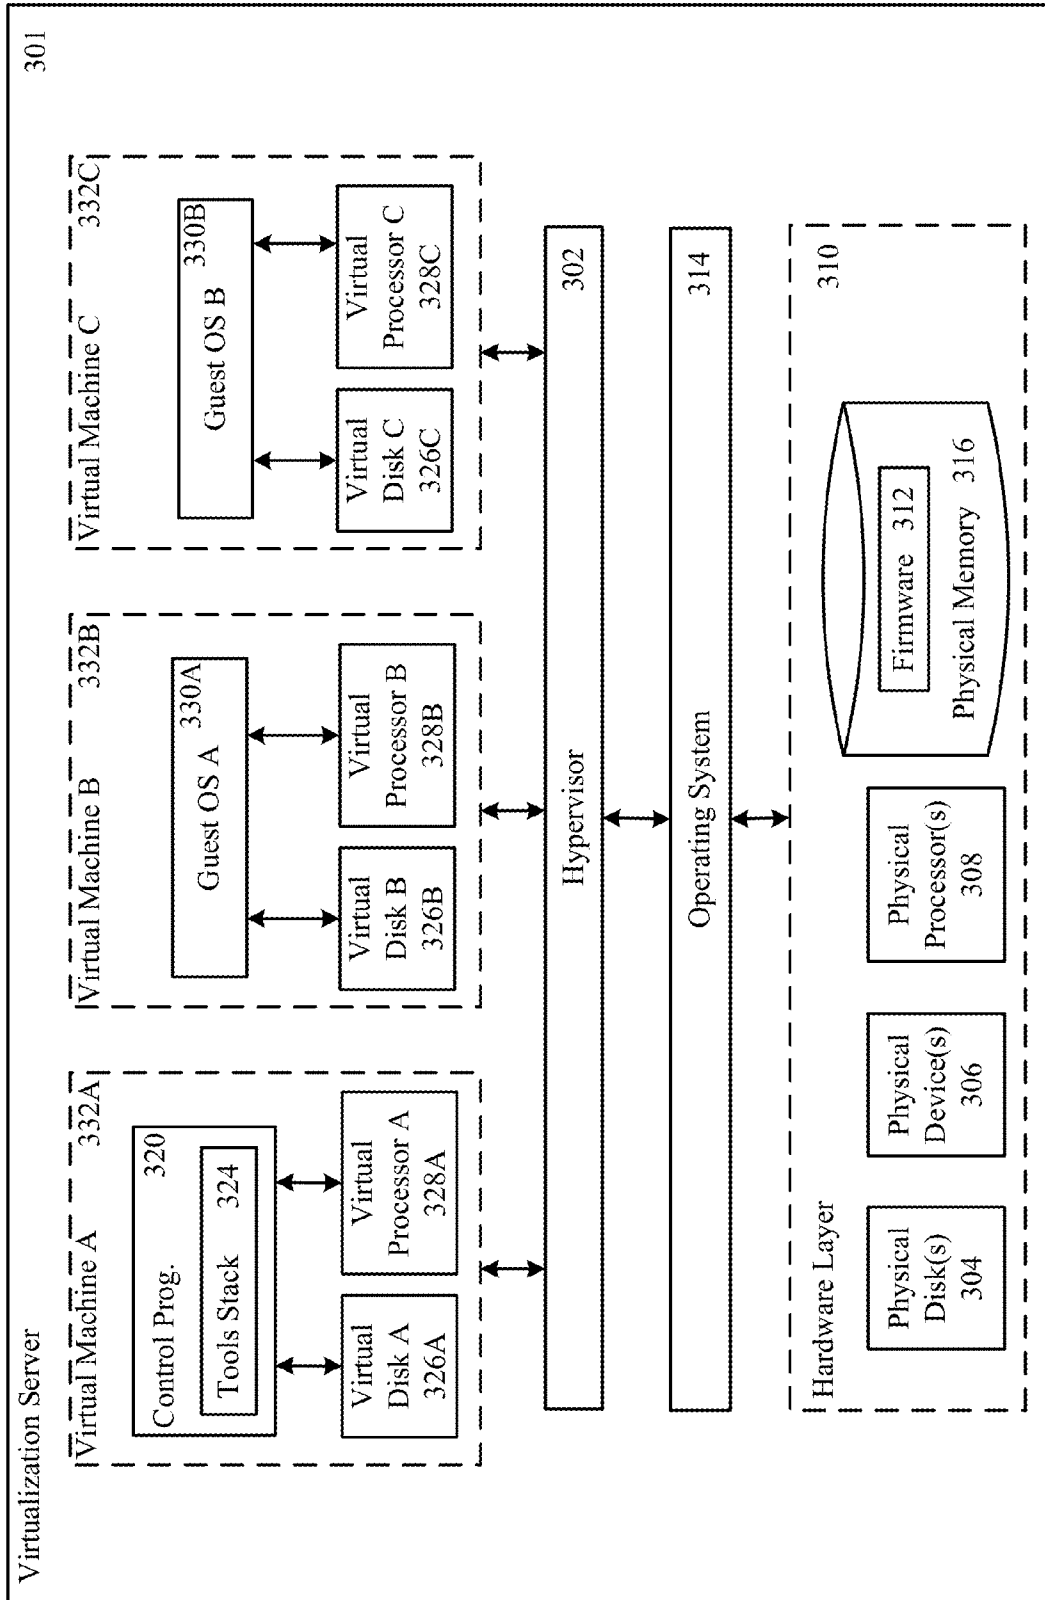 Virtualization Server
301
Virtual Machine A
332A
Control Prog.
320
Tools Stack
324
Virtual
Disk A
326A
Virtual
Processor A
328A
Virtual Machine B
332B
Guest OS A
330A
Virtual
Disk B
326B
Virtual
Processor B
328B
Virtual Machine C
332C
Guest OS B
330B
Virtual
Disk C
326C
Virtual
Processor C
328C
Hypervisor
302
Operating System
314
Hardware Layer
310
Physical
Disk(s)
304
Physical
Device(s)
306
Physical
Processor(s)
308
Firmware 312
Physical Memory 316